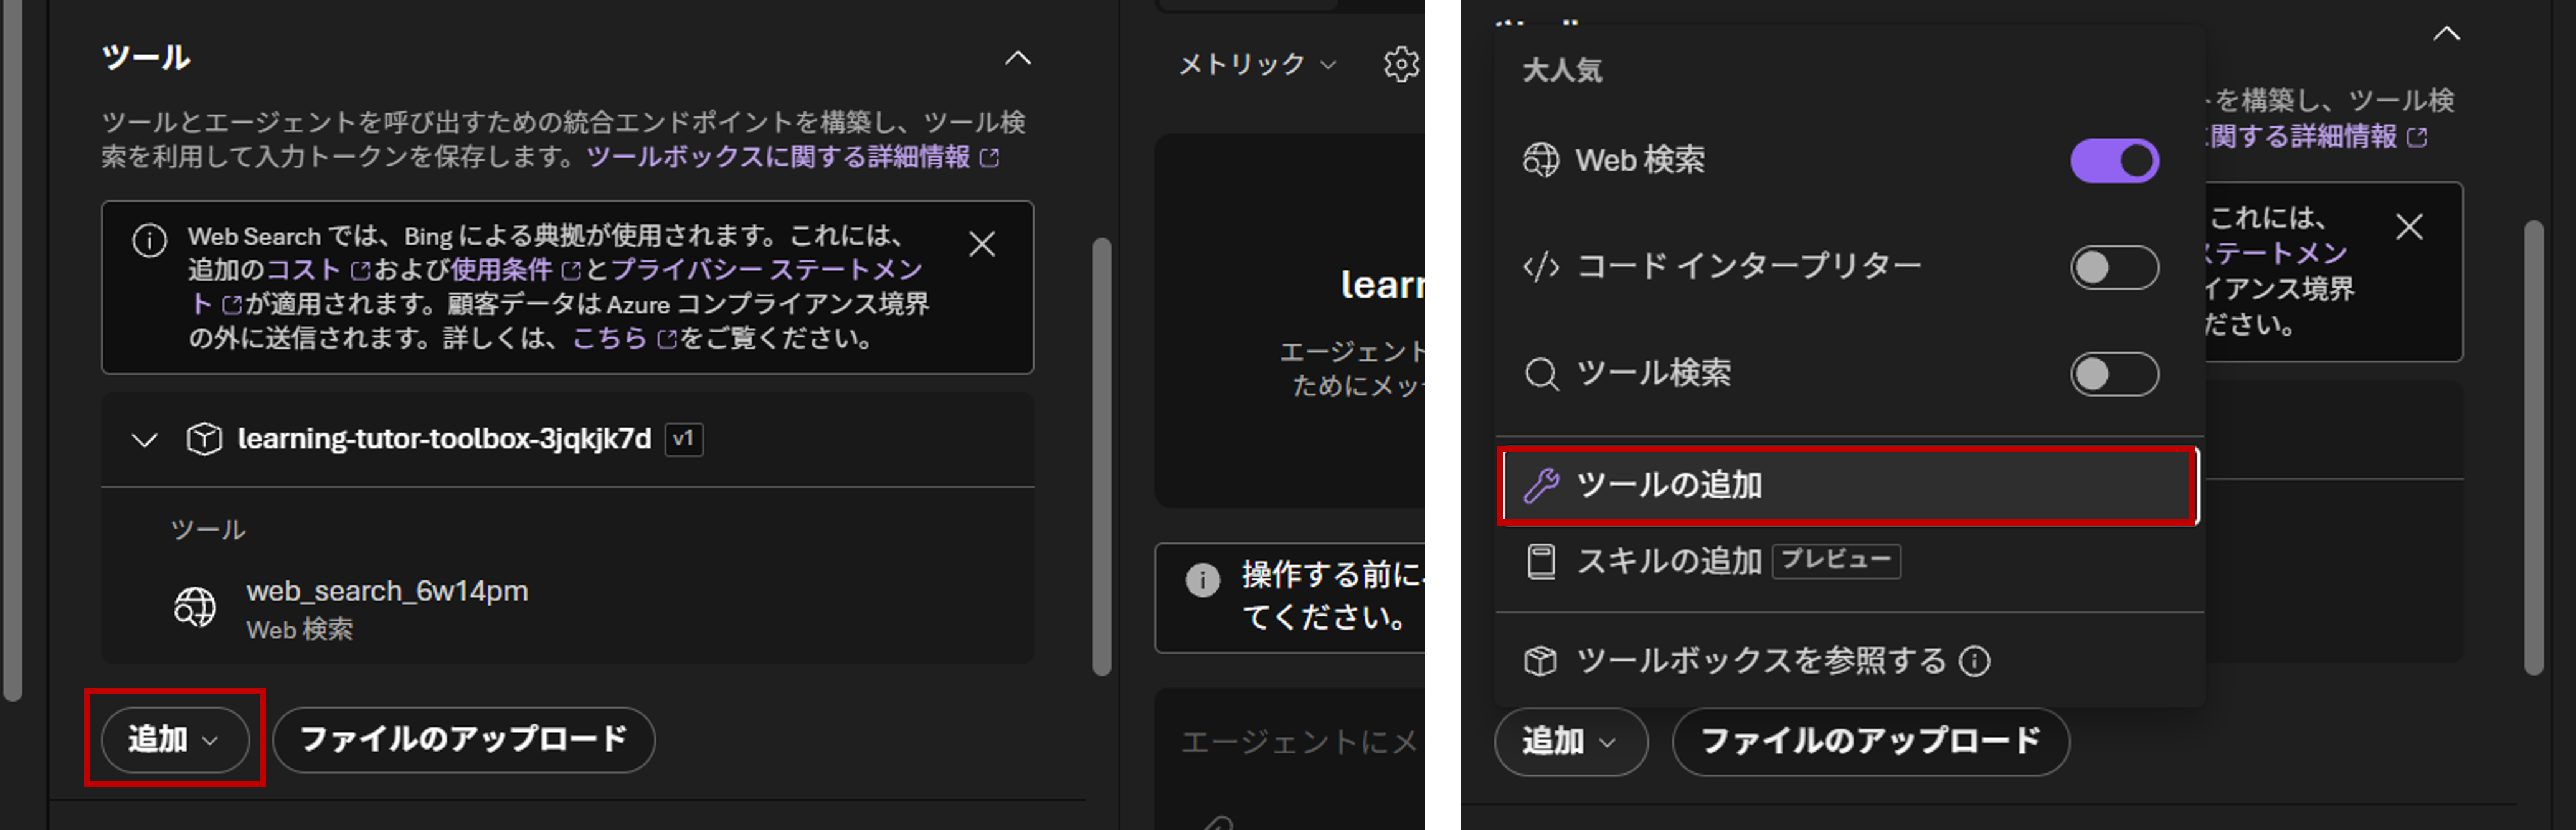 ツール
ツールとエージェントを呼び出すための統合エンドポイントを構築し、ツール検
索を利用して入力トークンを保存します。ツールボックスに関する詳細情報
Web Search では、Bing による典拠が使用されます。これには、
追加のコストおよび使用条件とプライバシー ステートメン
トが適用されます。顧客データは Azure コンプライアンス境界
の外に送信されます。詳しくは、こちらをご覧ください。
learning-tutor-toolbox-3jqkjk7d v1
ツール
web_search_6w14pm
Web 検索
追加
ファイルのアップロード
メトリック
learn
エージェント
ためにメッ
操作する前に
てください。
エージェントにメ
大人気
Web 検索
コード インタープリター
ツール検索
ツールの追加
スキルの追加 プレビュー
ツールボックスを参照する
追加
ファイルのアップロード
トを構築し、ツール検
に関する詳細情報
これには、
ステートメン
イアンス境界
ださい。